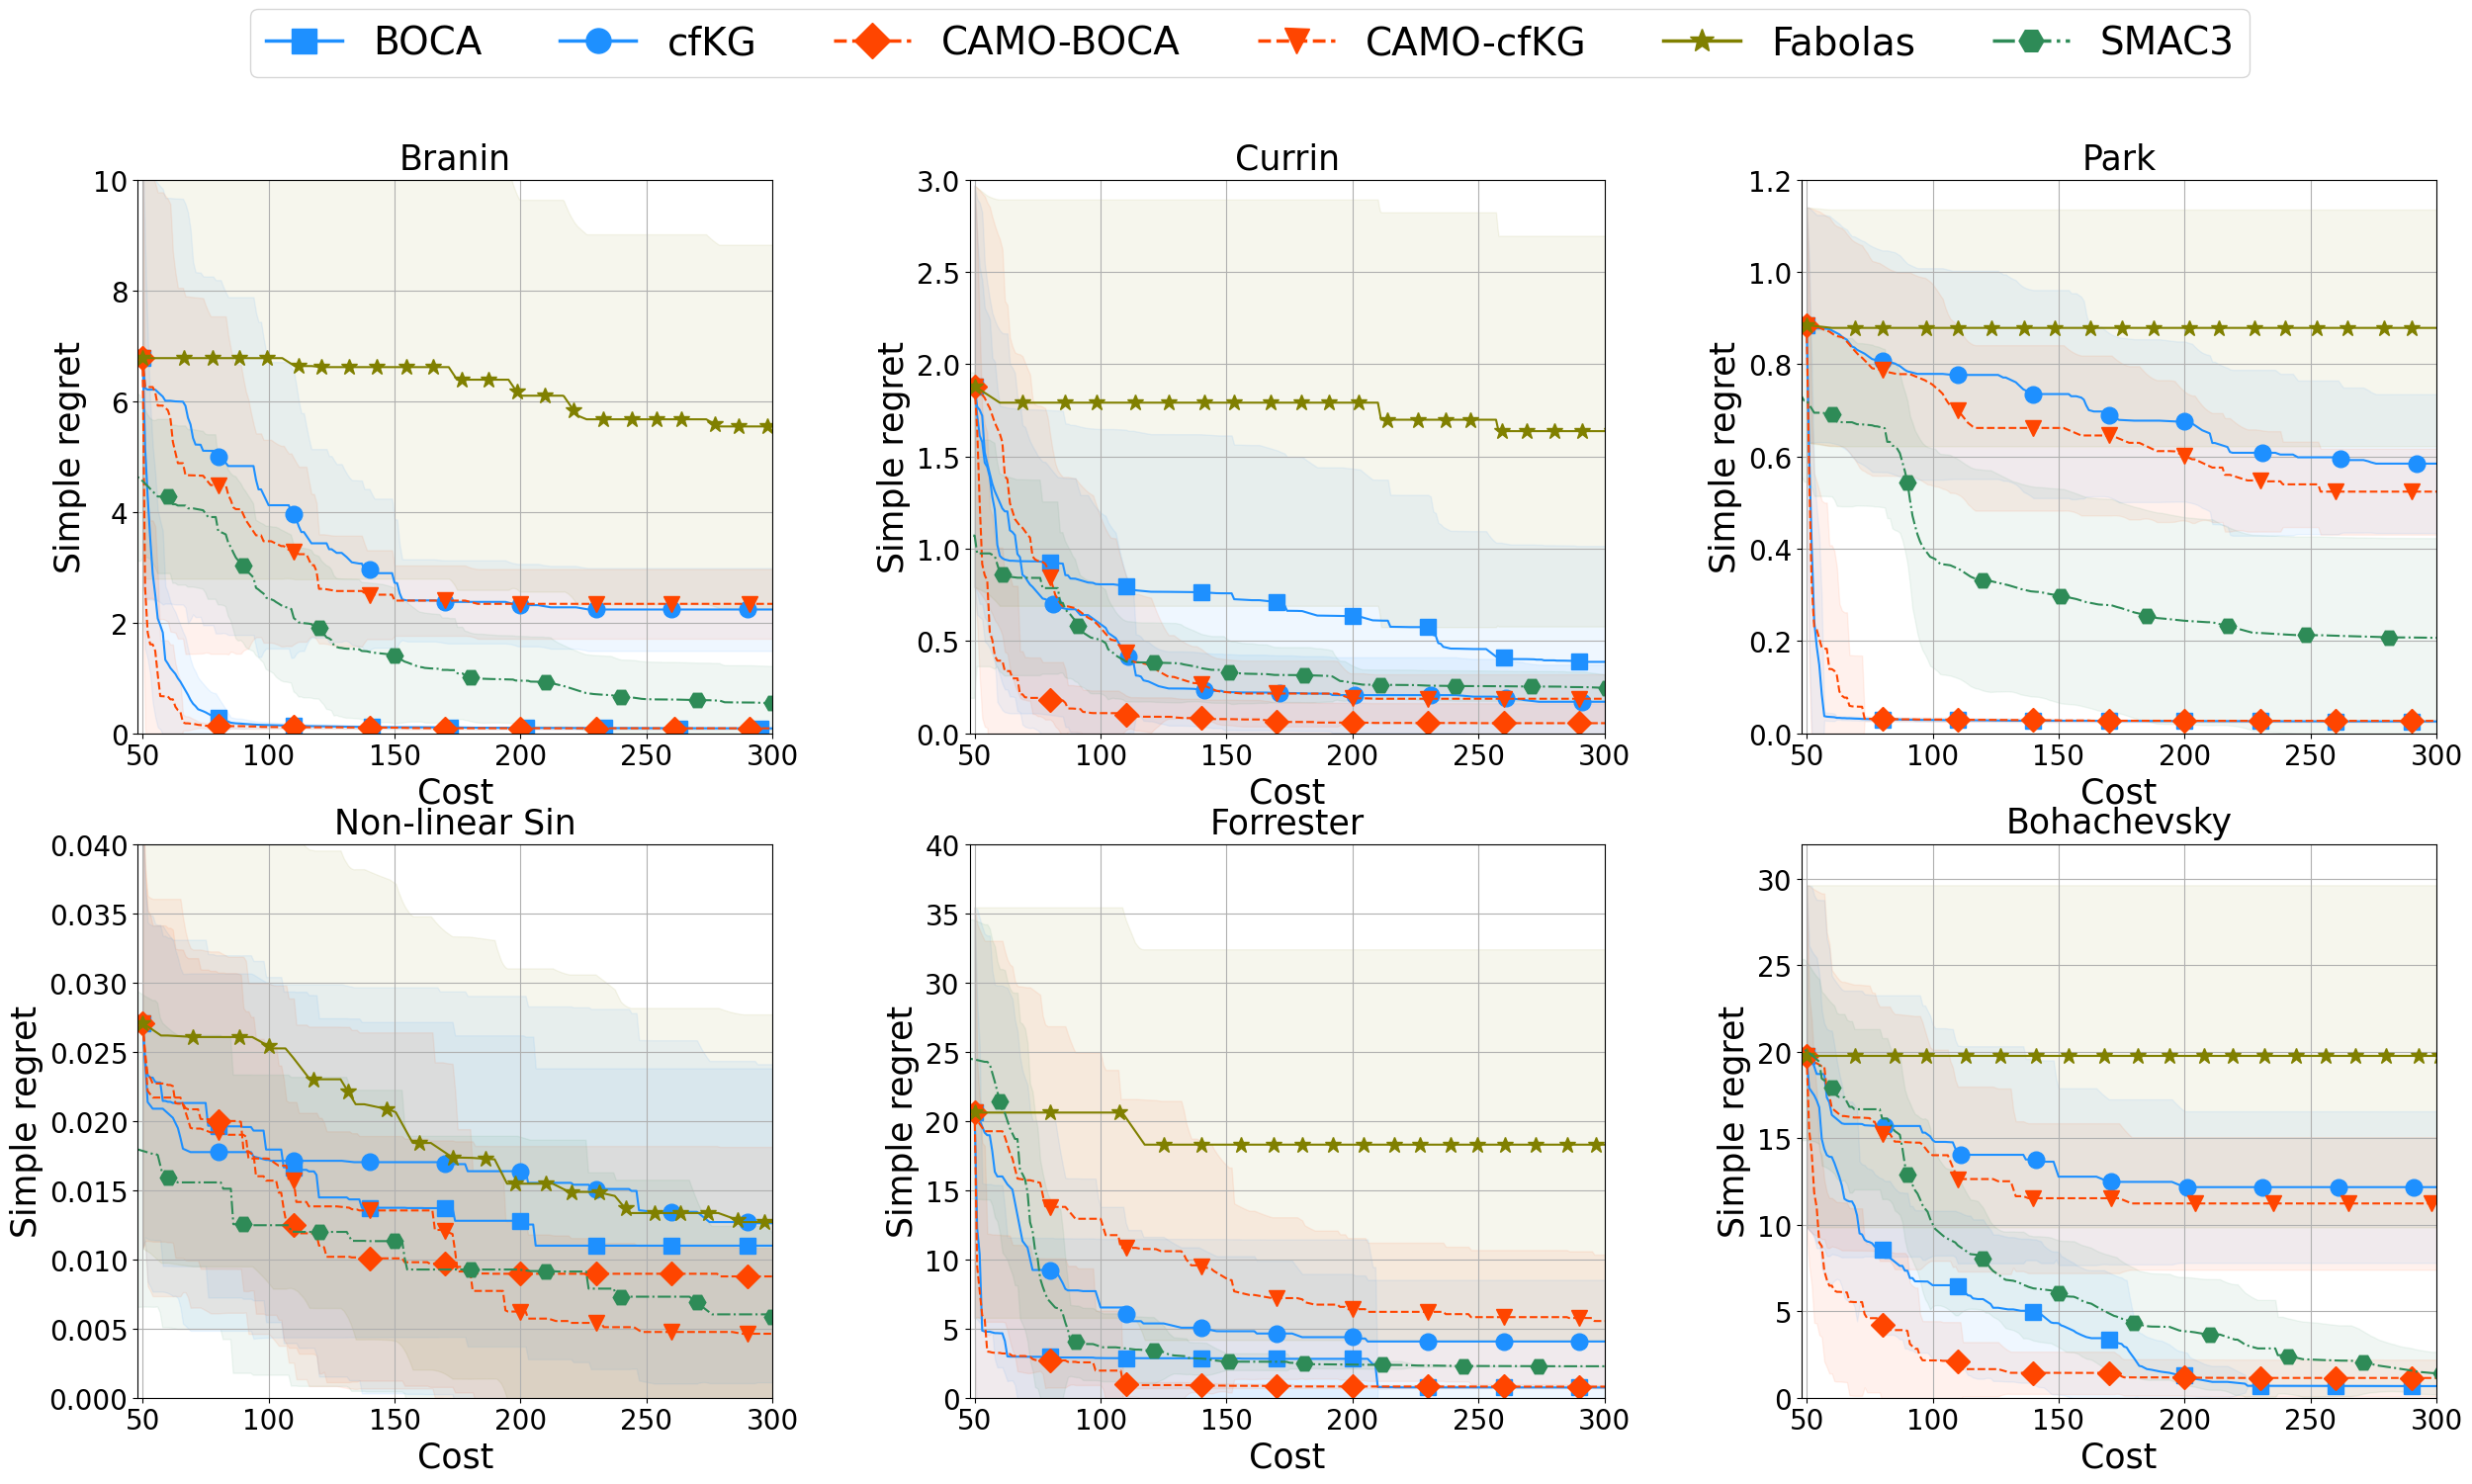 BOCA cfKG CAMO-BOCA CAMO-cfKG Fabolas SMAC3
Branin
Simple regret
10
8
6
4
2
0
50 100 150 200 250 300
Cost
Currin
Simple regret
3.0
2.5
2.0
1.5
1.0
0.5
0.0
50 100 150 200 250 300
Cost
Park
Simple regret
1.2
1.0
0.8
0.6
0.4
0.2
0.0
50 100 150 200 250 300
Cost
Non-linear Sin
Simple regret
0.040
0.035
0.030
0.025
0.020
0.015
0.010
0.005
0.000
50 100 150 200 250 300
Cost
Forrester
Simple regret
40
35
30
25
20
15
10
5
0
50 100 150 200 250 300
Cost
Bohachevsky
Simple regret
30
25
20
15
10
5
0
50 100 150 200 250 300
Cost